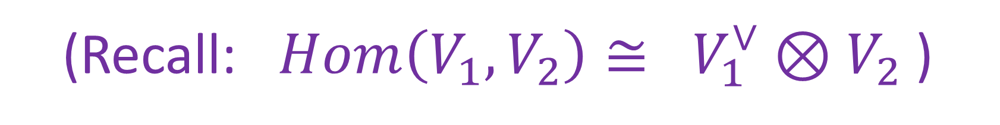 (Recall: Hom(V₁, V₂) ≅ V₁^∨ ⊗ V₂ )